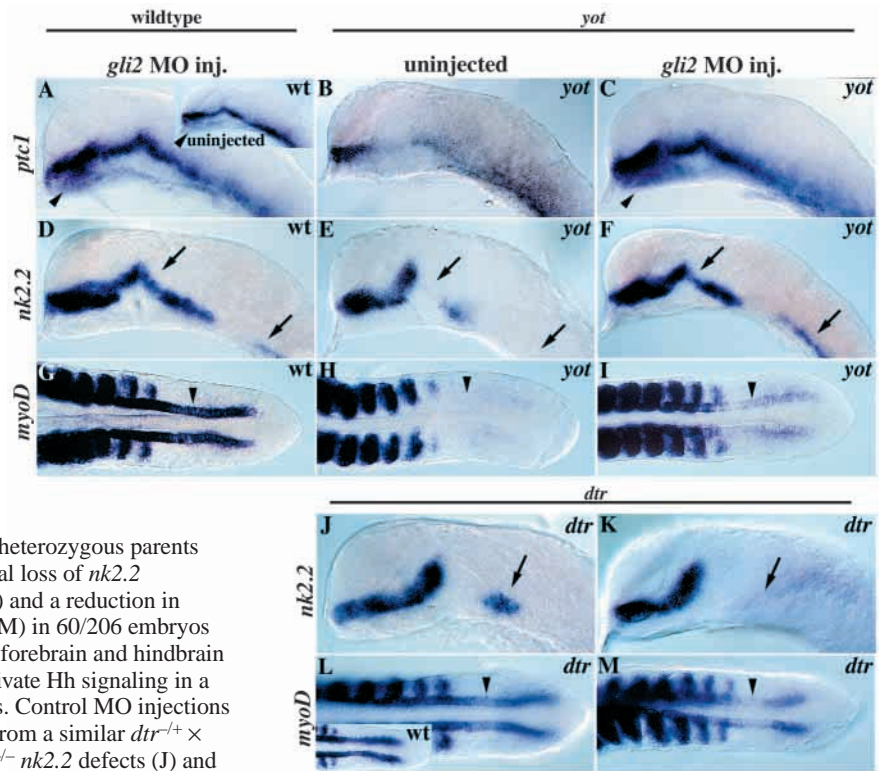 wildtype yot
gli2 MO inj. uninjected gli2 MO inj.
ptc1
A wt
uninjected
B yot
C yot
nk2.2
D wt
E yot
F yot
myoD
G wt
H yot
I yot
dtr
nk2.2
J dtr
K dtr
myoD
L dtr
wt
M dtr
heterozygous parents
al loss of nk2.2
) and a reduction in
M) in 60/206 embryos
forebrain and hindbrain
ivate Hh signaling in a
s. Control MO injections
from a similar dtr–/+ ×
–/– nk2.2 defects (J) and